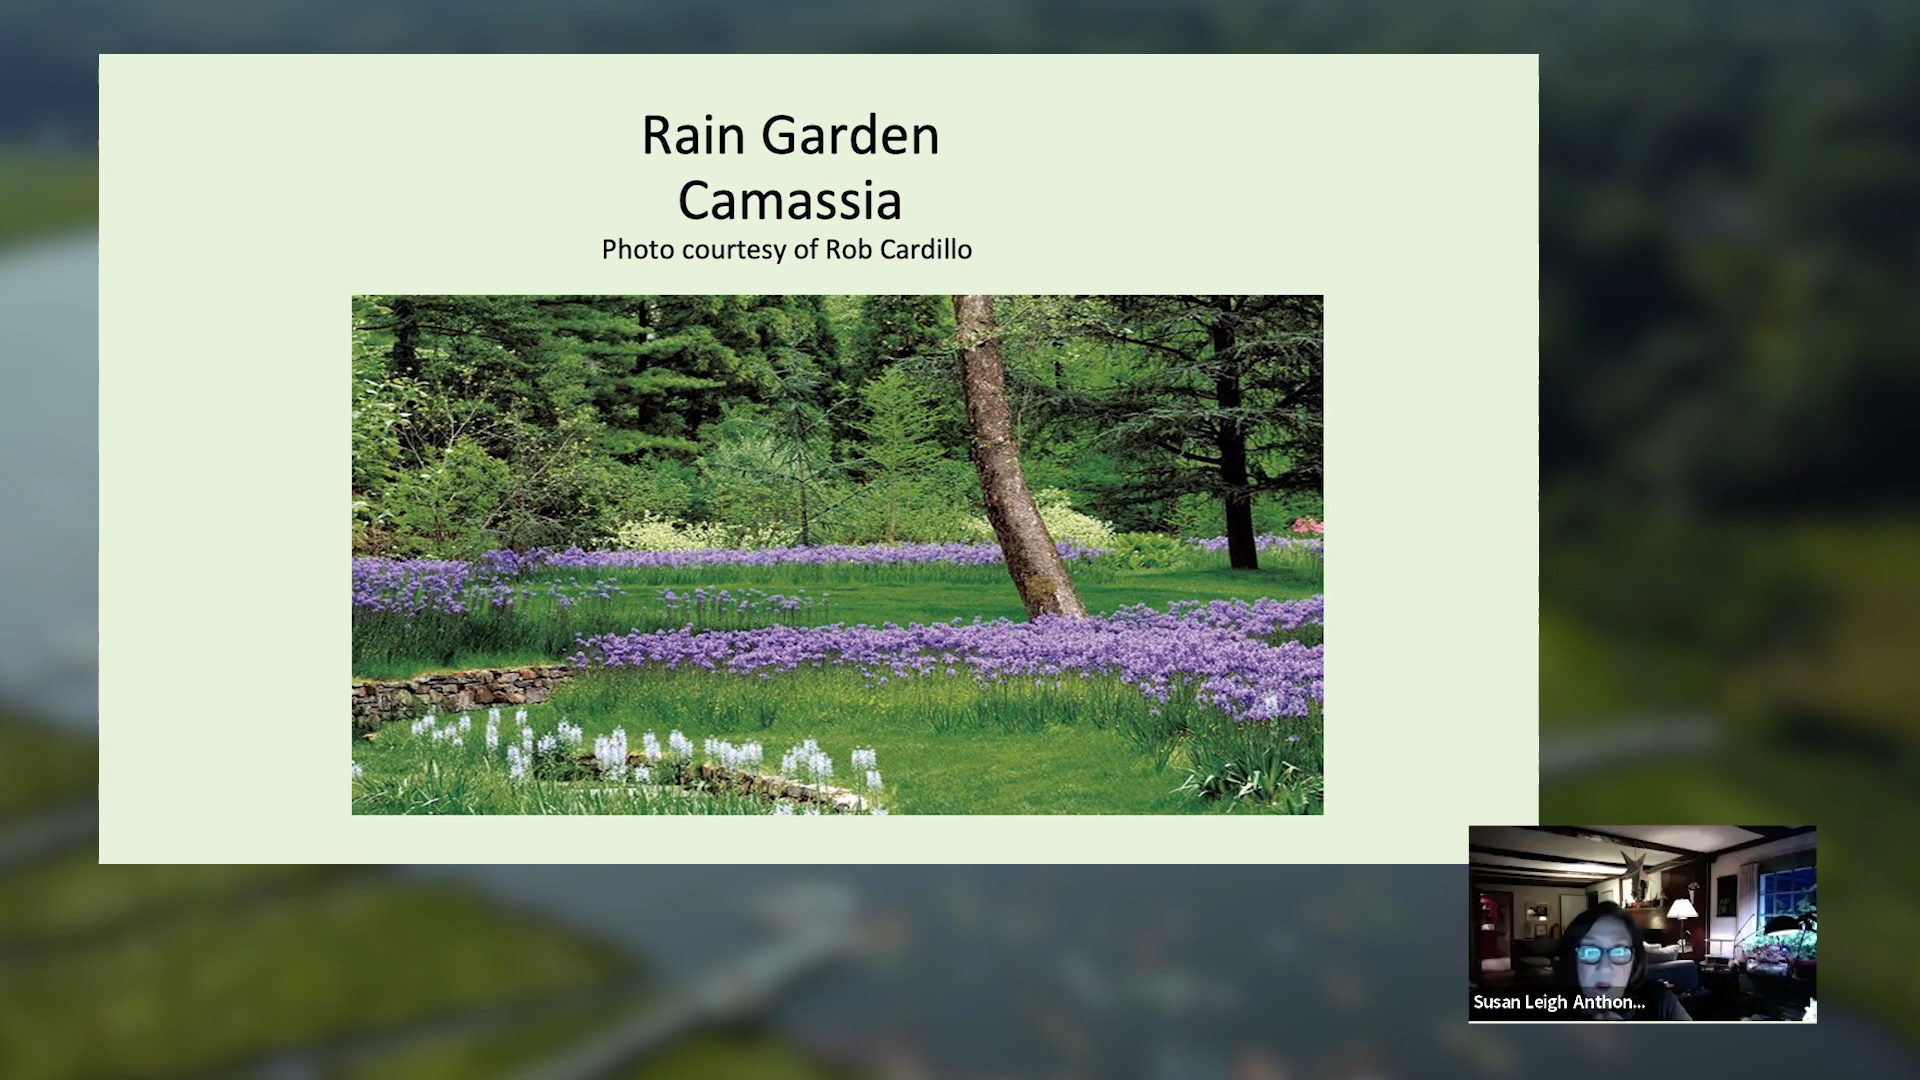 Rain Garden
Camassia
Photo courtesy of Rob Cardillo
Susan Leigh Anthon...